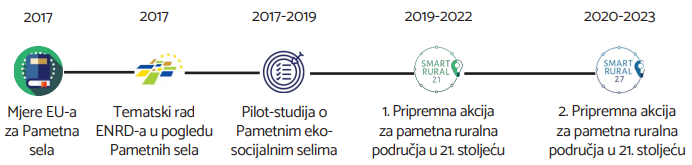 2017
2017
2017-2019
2019-2022
2020-2023
SMART
RURAL
21
SMART
RURAL
27
Mjere EU-a
za Pametna
sela
Tematski rad
ENRD-a u pogledu
Pametnih sela
Pilot-studija o
Pametnim eko-
socijalnim selima
1. Pripremna akcija
za pametna ruralna
područja u 21. stoljeću
2. Pripremna akcija
za pametna ruralna
područja u 21. stoljeću